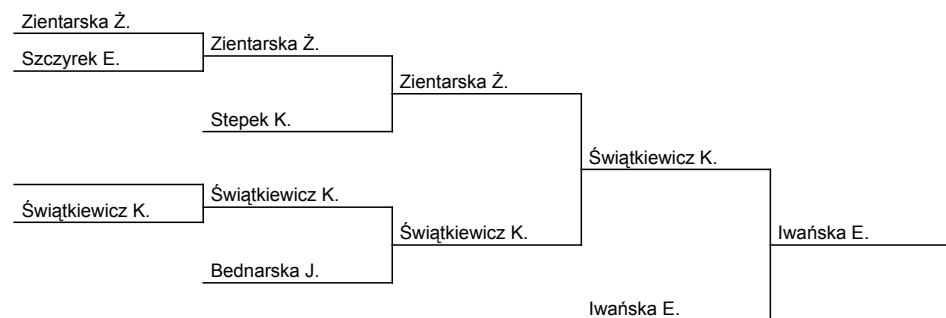 Zientarska Ż.
Zientarska Ż.
Szczyrek E.
Zientarska Ż.
Stepek K.
Świątkiewicz K.
Świątkiewicz K.
Świątkiewicz K.
Świątkiewicz K.
Iwańska E.
Bednarska J.
Iwańska E.